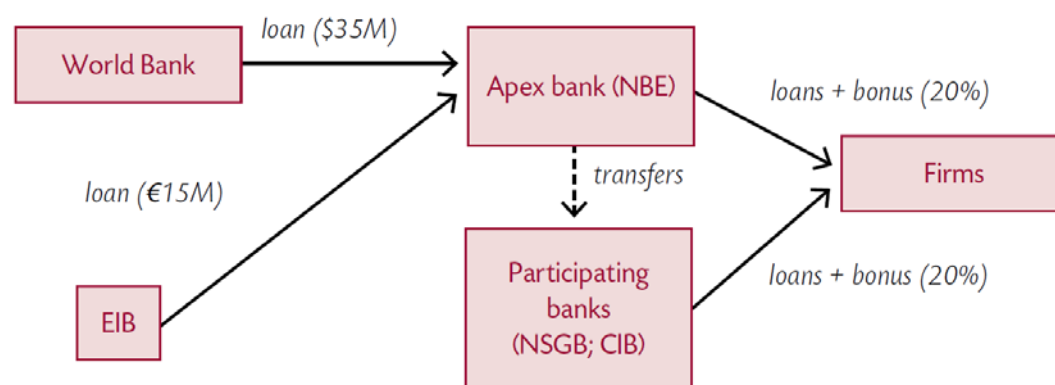 loan ($35M)
World Bank
Apex bank (NBE)
loans + bonus (20%)
transfers
Firms
loan (€15M)
Participating
banks
(NSGB; CIB)
loans + bonus (20%)
EIB